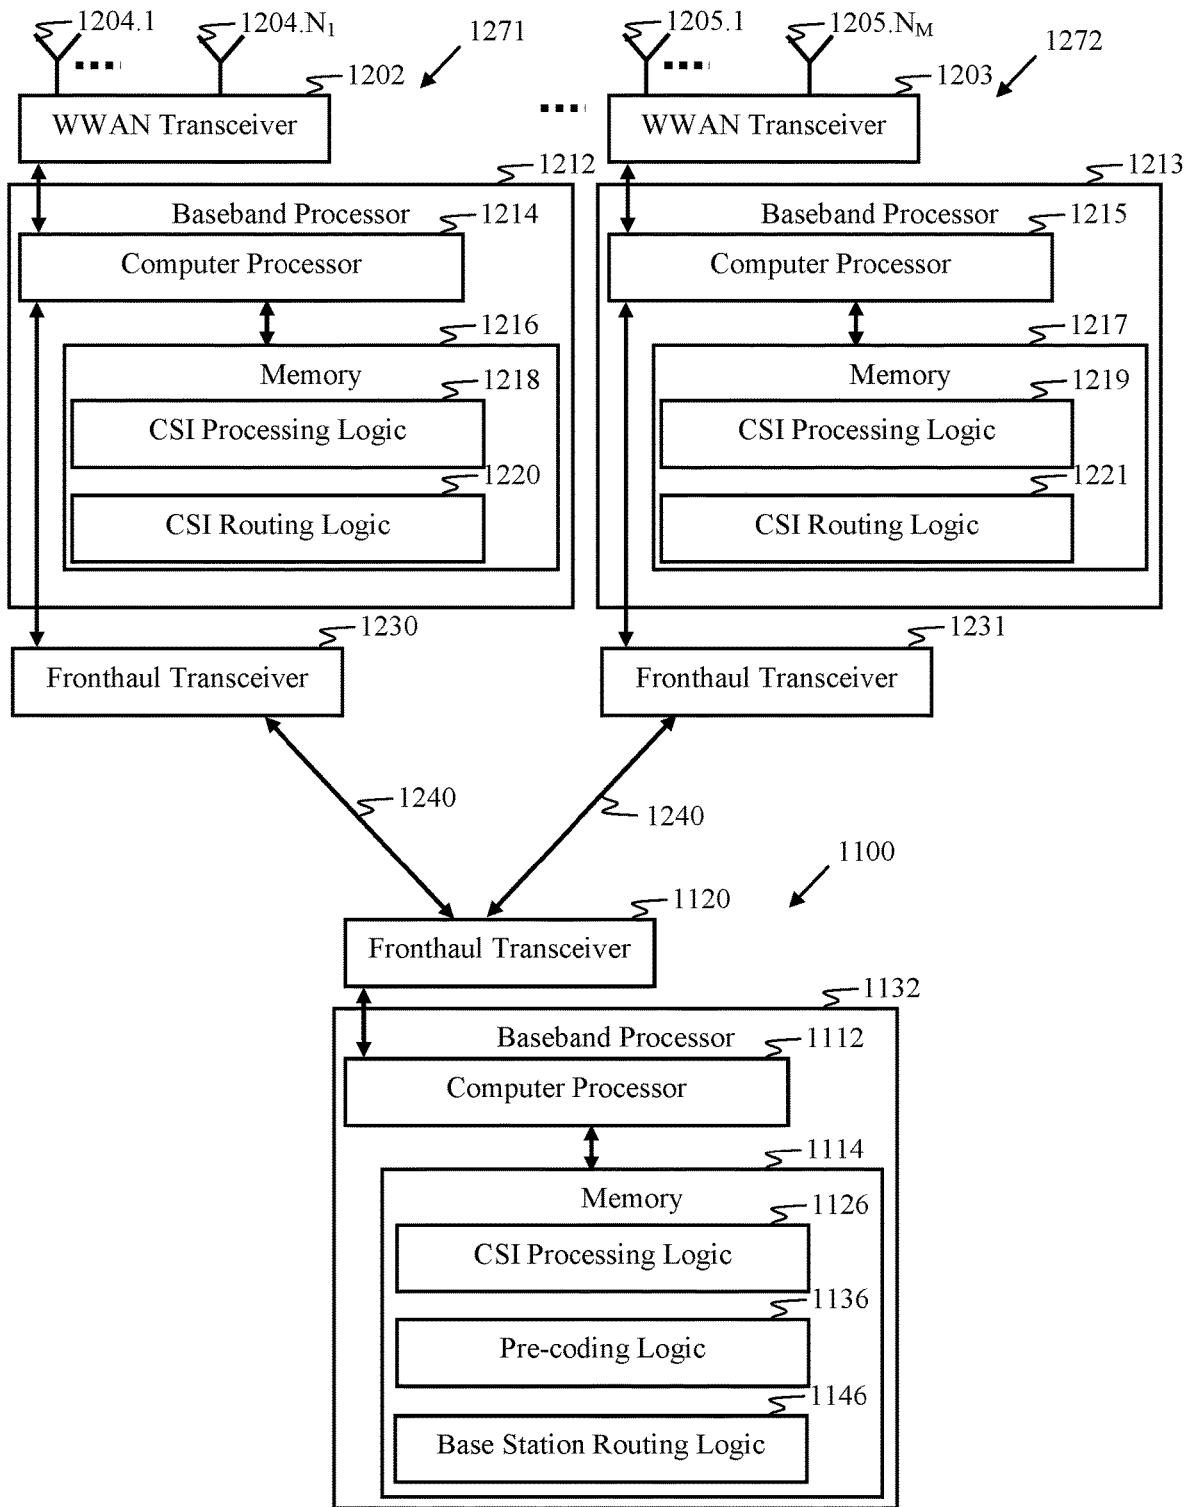 1204.1
1204.N1
1271
1205.1
1205.NM
1272
1202
1203
WWAN Transceiver
WWAN Transceiver
1212
1213
Baseband Processor
Baseband Processor
1214
1215
Computer Processor
Computer Processor
1216
1217
Memory
Memory
1218
1219
CSI Processing Logic
CSI Processing Logic
1220
1221
CSI Routing Logic
CSI Routing Logic
1230
1231
Fronthaul Transceiver
Fronthaul Transceiver
1240
1240
1100
1120
Fronthaul Transceiver
1132
Baseband Processor
1112
Computer Processor
1114
Memory
1126
CSI Processing Logic
1136
Pre-coding Logic
1146
Base Station Routing Logic